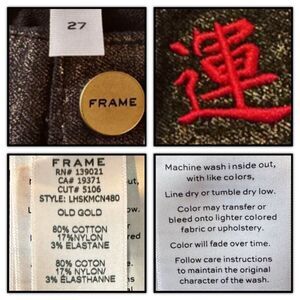 27
FRAME
運
FRAME
RN# 139021
CA# 19371
CUT# 5106
STYLE: LHSKMCN480
OLD GOLD
80% COTTON
17%NYLON/
3% ELASTANE
80% COTON
17%NYLON/
3% ELASTHANNE
Machine wash inside out,
with like colors,
Line dry or tumble dry low.
Color may transfer or
bleed onto lighter colored
fabric or upholstery.
Color will fade over time.
Follow care instructions
to maintain the original
character of the wash.